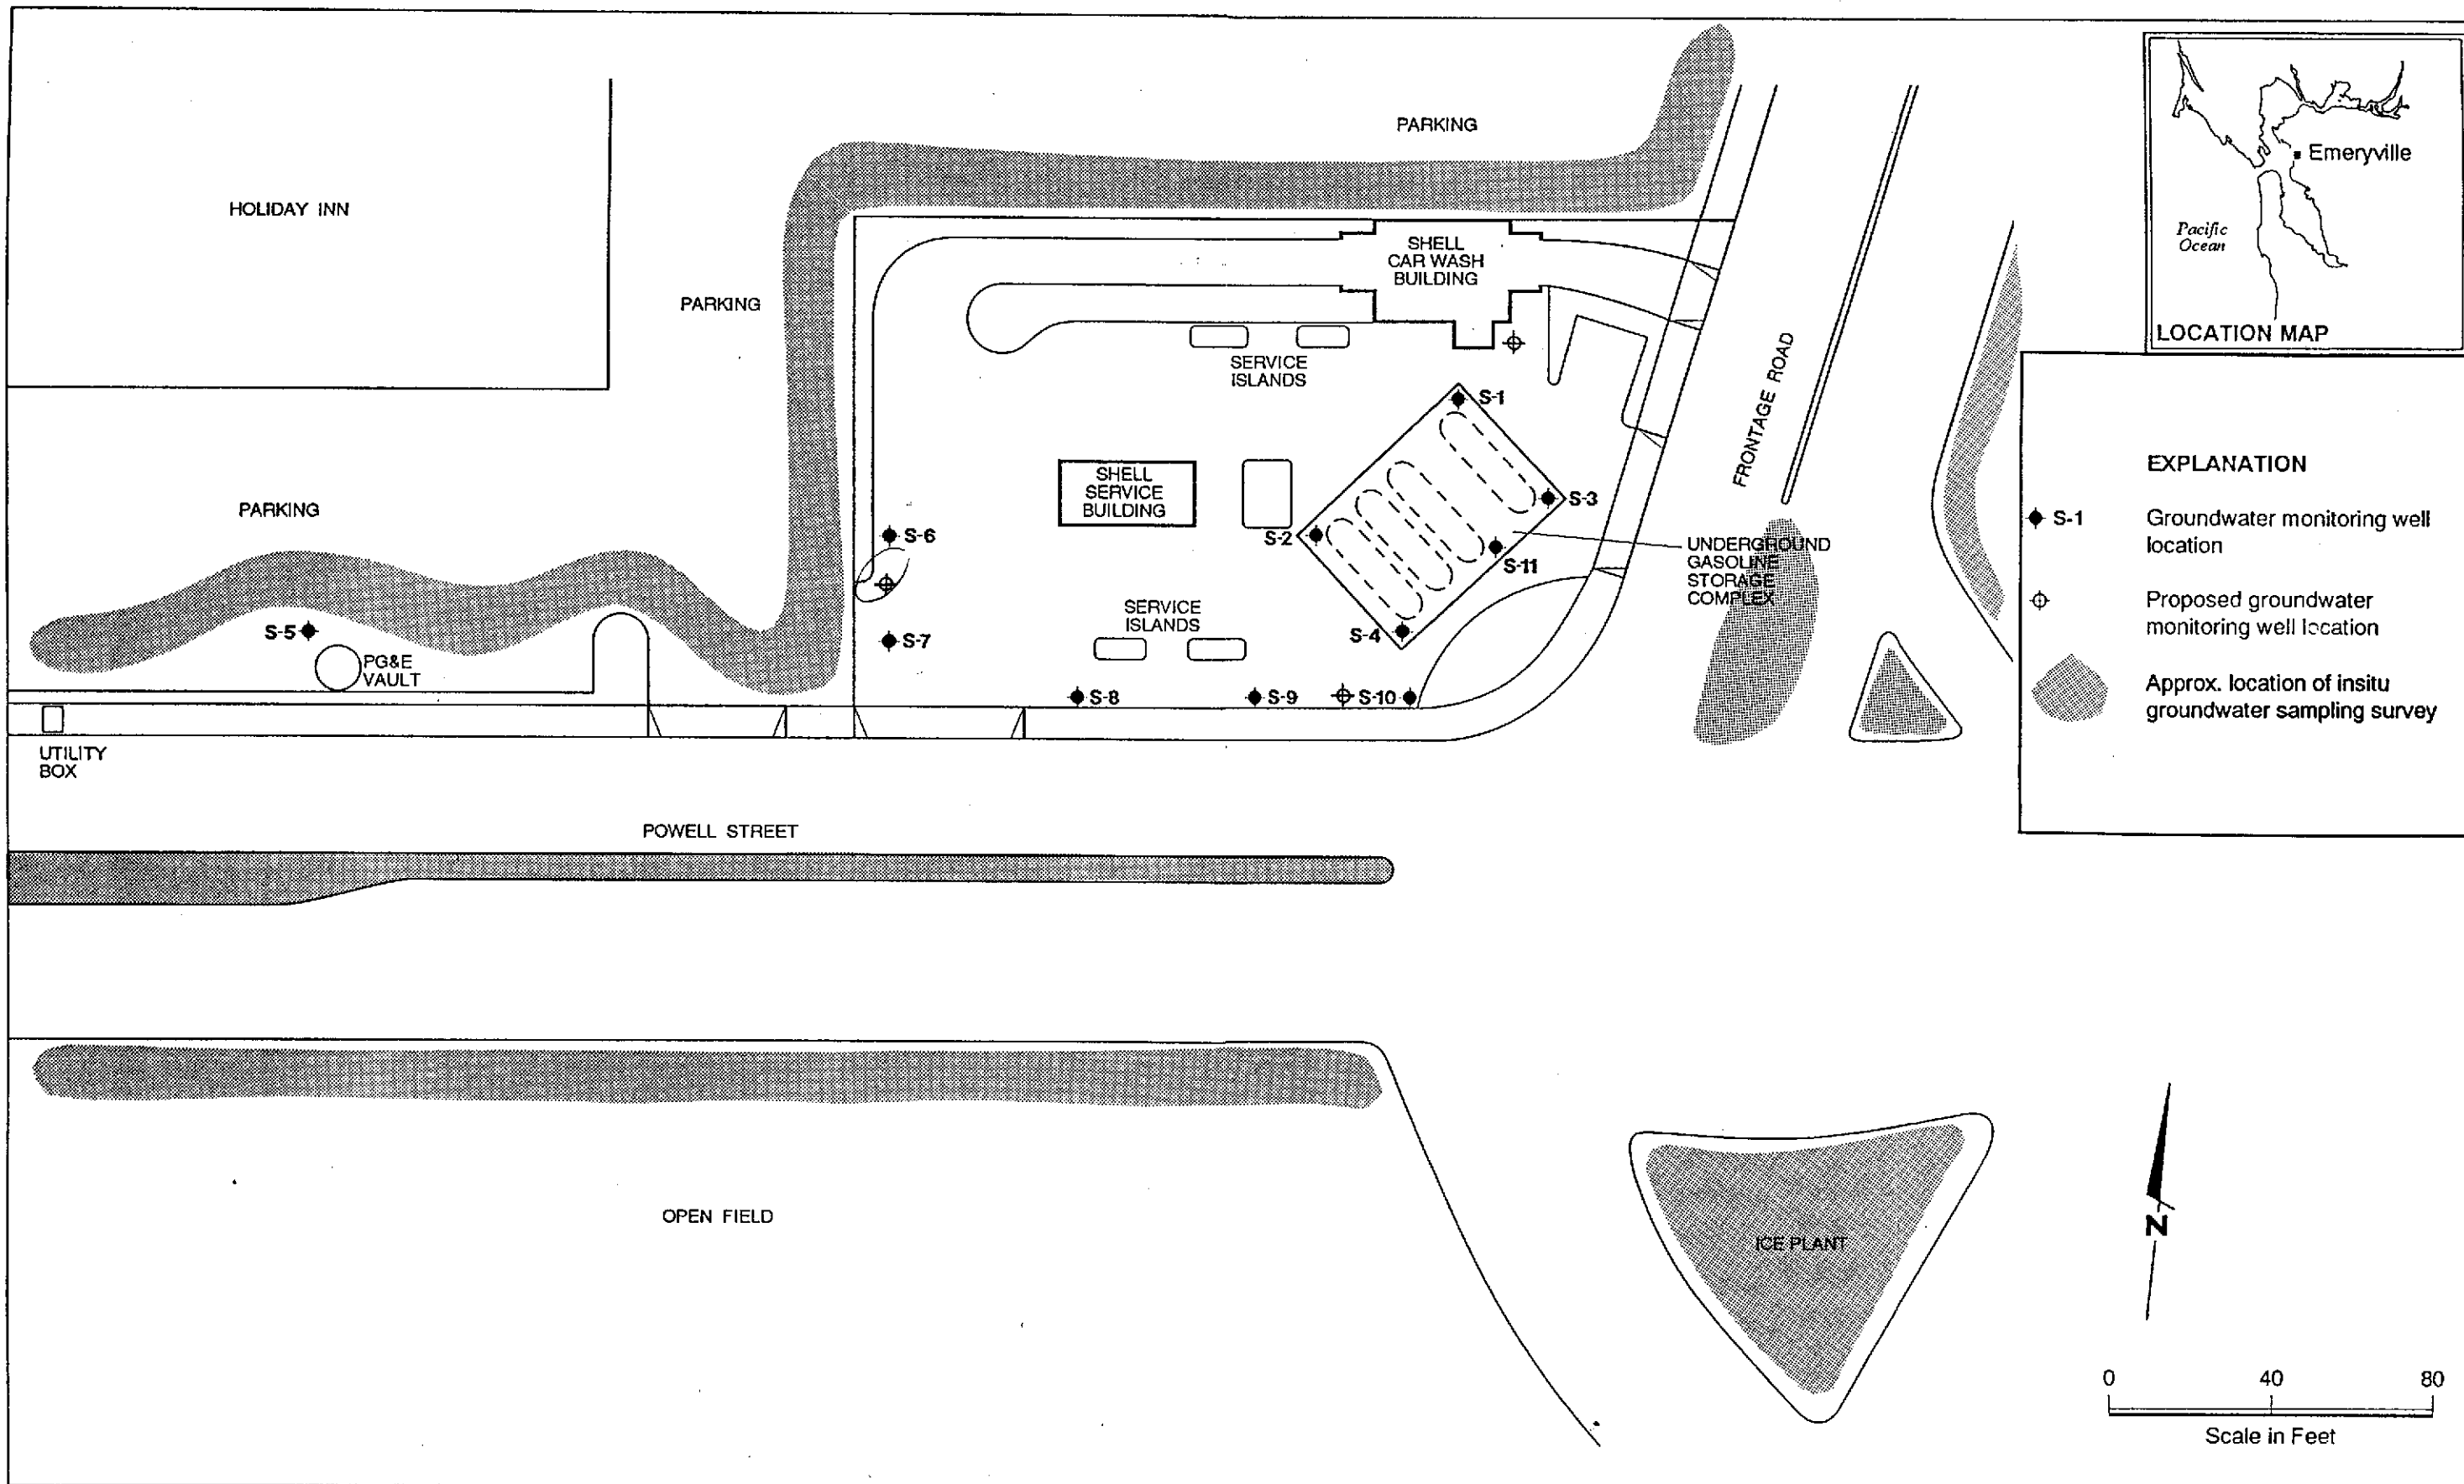 PARKING
HOLIDAY INN
PARKING
SHELL
CAR WASH
BUILDING
SERVICE
ISLANDS
FRONTAGE ROAD
S-1
SHELL
SERVICE
BUILDING
PARKING
S-3
S-2
S-6
S-11
UNDERGROUND
GASOLINE
STORAGE
COMPLEX
SERVICE
ISLANDS
S-5
S-7
S-4
PG&E
VAULT
S-8
S-9
S-10
UTILITY
BOX
POWELL STREET
OPEN FIELD
ICE PLANT
Emeryville
Pacific
Ocean
LOCATION MAP
EXPLANATION
S-1
Groundwater monitoring well
location
Proposed groundwater
monitoring well location
Approx. location of insitu
groundwater sampling survey
N
0 40 80
Scale in Feet